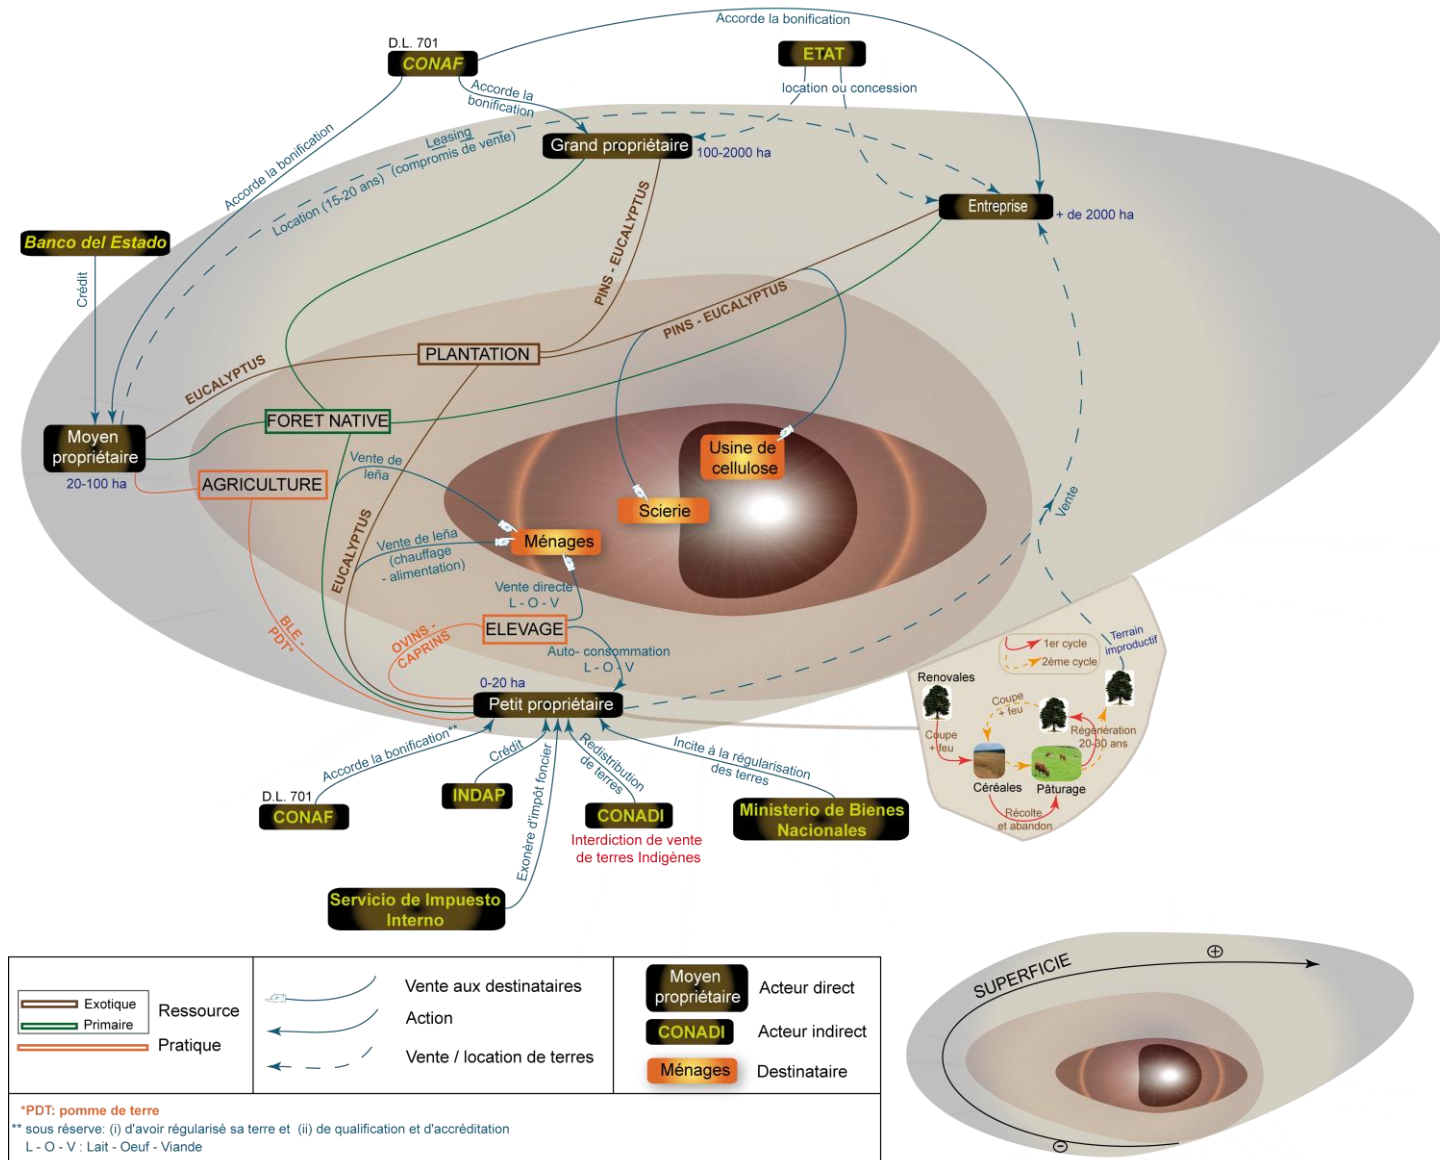 Accorde la bonification
D.L. 701
CONAF
ETAT
Accorde la
bonification
location ou concession
Leasing
Location (15-20 ans) (compromis de vente)
Accorde la bonification
Grand propriétaire
100-2000 ha
Entreprise
+ de 2000 ha
Banco del Estado
Crédit
PINS - EUCALYPTUS
PINS - EUCALYPTUS
EUCALYPTUS
PLANTATION
FORET NATIVE
Moyen
propriétaire
20-100 ha
AGRICULTURE
Usine de
cellulose
Scierie
Vente de
leña
Ménages
Vente de leña
(chauffage
- alimentation)
EUCALYPTUS
Vente directe
L - O - V
Vente
BLE -
PDT*
OVINS -
CAPRINS
ELEVAGE
Auto- consommation
L - O - V
0-20 ha
Petit propriétaire
1er cycle
2ème cycle
Terrain
improductif
Renovales
Coupe
+ feu
Coupe
+ feu
Régénération
20-30 ans
Céréales
Pâturage
Récolte
et abandon
Accorde la bonification**
D.L. 701
CONAF
Crédit
INDAP
Exonère d'impôt foncier
Redistribution
de terres
CONADI
Interdiction de vente
de terres Indigènes
Incite à la régularisation
des terres
Ministerio de Bienes
Nacionales
Servicio de Impuesto
Interno
Exotique
Primaire
Ressource
Pratique
Vente aux destinataires
Action
Vente / location de terres
Moyen
propriétaire
Acteur direct
CONADI
Acteur indirect
Ménages
Destinataire
*PDT: pomme de terre
** sous réserve: (i) d'avoir régularisé sa terre et (ii) de qualification et d'accréditation
L - O - V : Lait - Oeuf - Viande
SUPERFICIE
+
-